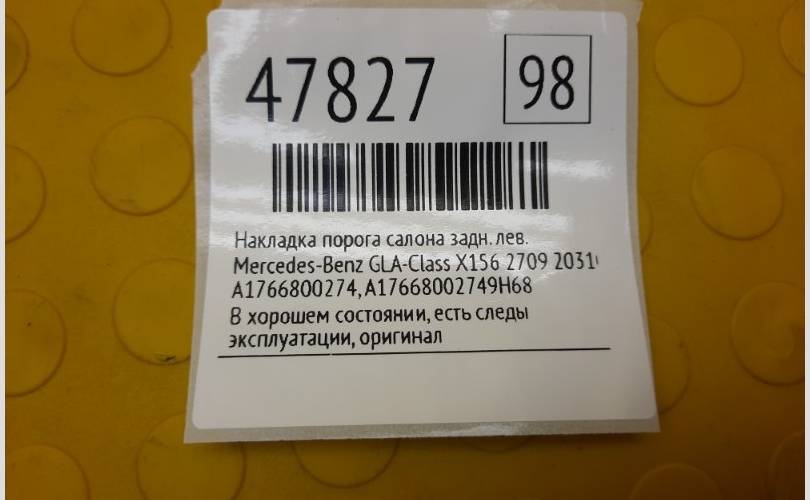 47827
98
Накладка порога салона задн. лев.
Mercedes-Benz GLA-Class X156 2709 2031
A1766800274, A17668002749H68
В хорошем состоянии, есть следы
эксплуатации, оригинал